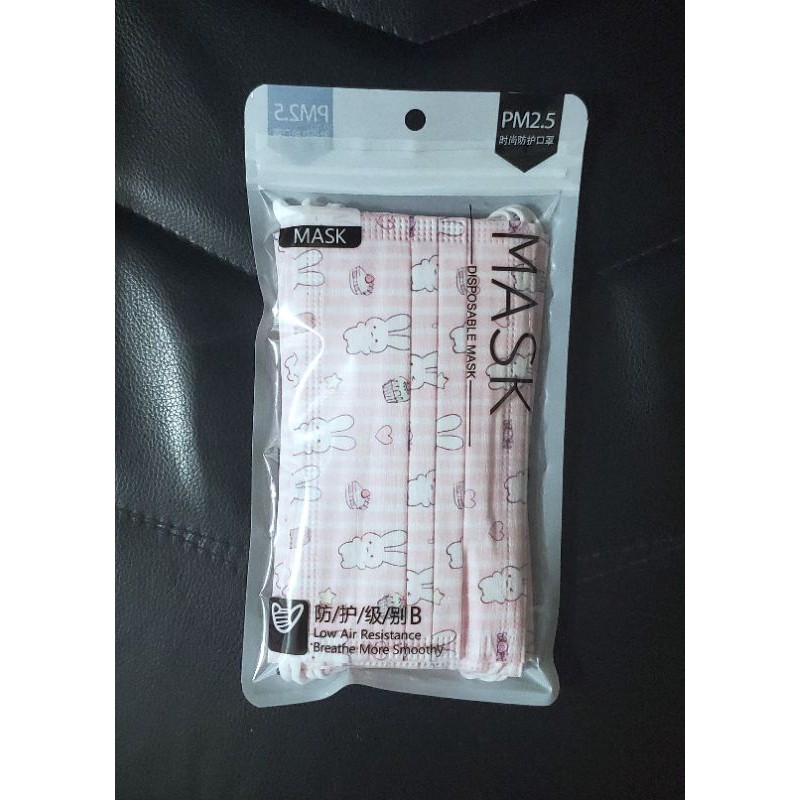 PM2.5
PM2.5
时尚防护口罩
MASK
MASK
DISPOSABLE MASK
防/护/级/别B
Low Air Resistance
Breathe More Smoothy